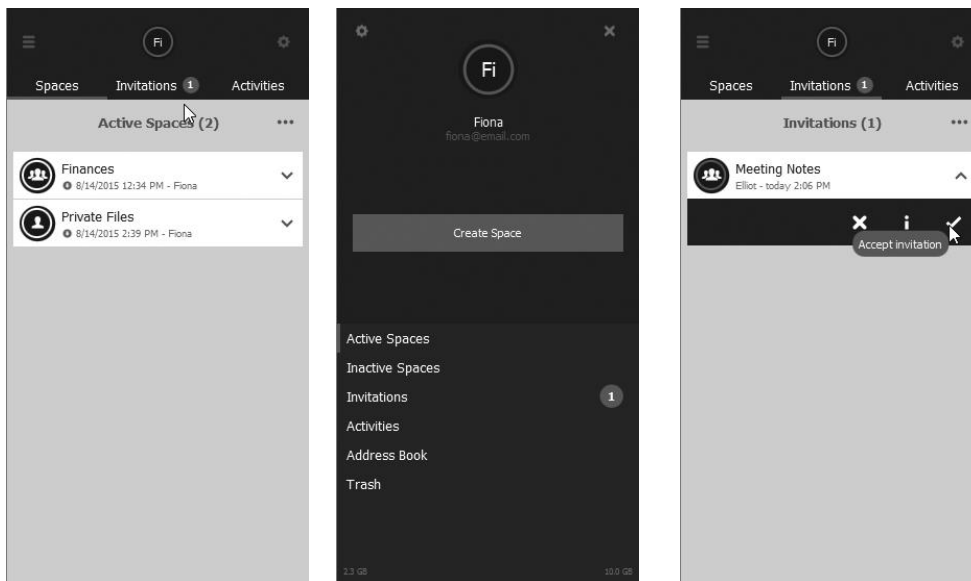 Fi
Spaces Invitations 1 Activities
Active Spaces (2)
Finances
8/14/2015 12:34 PM - Fiona
Private Files
8/14/2015 2:39 PM - Fiona
Fi
Fiona
fiona@email.com
Create Space
Active Spaces
Inactive Spaces
Invitations 1
Activities
Address Book
Trash
2.3 GB 10.0 GB
Fi
Spaces Invitations 1 Activities
Invitations (1)
Meeting Notes
Elliot - today 2:06 PM
Accept invitation